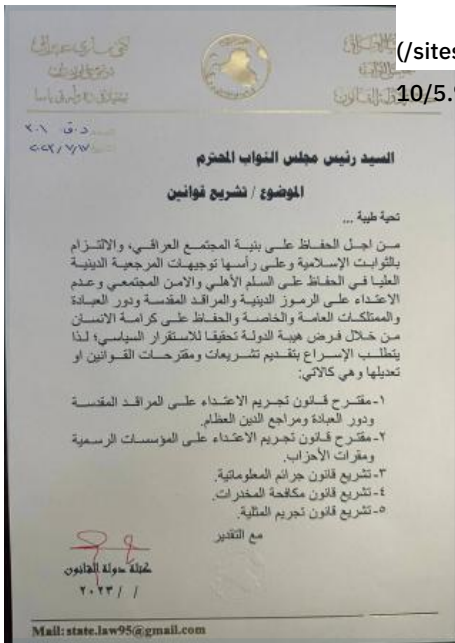 (/sites
10/5.
السيد رئيس مجلس النواب المحترم
الموضوع / تشريع قوانين
تحية طيبة ...
من اجل الحفاظ على بنية المجتمع العراقي، والالتزام
بالثوابت الإسلامية وعلى رأسها توجيهات المرجعية الدينية
العليا في الحفاظ على السلم الأهلي والامن المجتمعي وعدم
الاعتداء على الرموز الدينية والمراقد المقدسة ودور العبادة
والممتلكات العامة والخاصة والحفاظ على كرامة الانسان
من خلال فرض هيبة الدولة تحقيقا للاستقرار السياسي؛ لذا
يتطلب الإسراع بتقديم تشريعات ومقترحات القوانين او
تعديلها وهي كالاتي:
١- مقترح قانون تجريم الاعتداء على المراقد المقدسة
ودور العبادة ومراجع الدين العظام.
٢- مقترح قانون تجريم الاعتداء على المؤسسات الرسمية
ومقرات الأحزاب.
٣- تشريع قانون جرائم المعلوماتية.
٤- تشريع قانون مكافحة المخدرات.
٥- تشريع قانون تجريم المثلية.
مع التقدير
كتلة دولة القانون
/ / ٢٠٢٣
Mail: state.law95@gmail.com